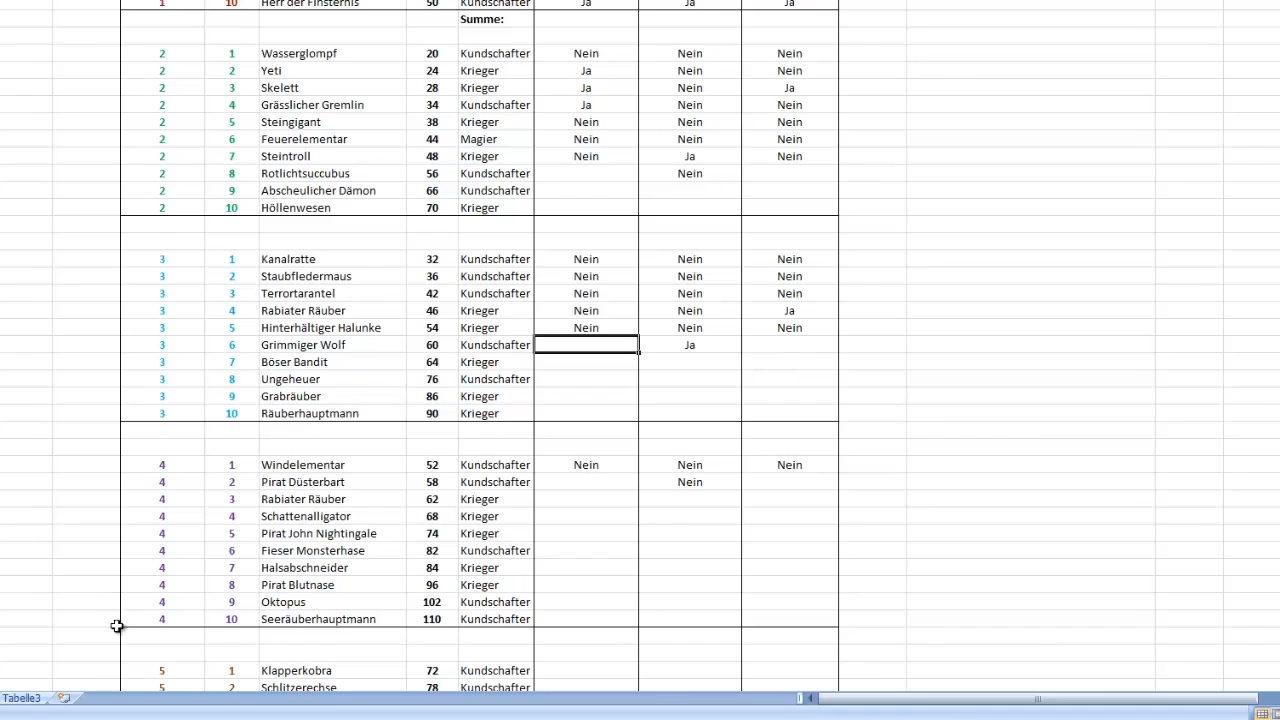 1 10 Herr der Finsternis 50 Kundschafter Ja Ja Ja
Summe:
2 1 Wasserglompf 20 Kundschafter Nein Nein Nein
2 2 Yeti 24 Krieger Ja Nein Nein
2 3 Skelett 28 Krieger Ja Nein Ja
2 4 Grässlicher Gremlin 34 Kundschafter Ja Nein Nein
2 5 Steingigant 38 Krieger Nein Nein Nein
2 6 Feuerelementar 44 Magier Nein Nein Nein
2 7 Steintroll 48 Krieger Nein Ja Nein
2 8 Rotlichtsuccubus 56 Kundschafter Nein
2 9 Abscheulicher Dämon 66 Kundschafter
2 10 Höllenwesen 70 Krieger
3 1 Kanalratte 32 Kundschafter Nein Nein Nein
3 2 Staubfledermaus 36 Kundschafter Nein Nein Nein
3 3 Terrortarantel 42 Kundschafter Nein Nein Nein
3 4 Rabiater Räuber 46 Krieger Nein Nein Ja
3 5 Hinterhältiger Halunke 54 Krieger Nein Nein Nein
3 6 Grimmiger Wolf 60 Kundschafter Ja
3 7 Böser Bandit 64 Krieger
3 8 Ungeheuer 76 Kundschafter
3 9 Grabräuber 86 Krieger
3 10 Räuberhauptmann 90 Krieger
4 1 Windelementar 52 Kundschafter Nein Nein Nein
4 2 Pirat Düsterbart 58 Kundschafter Nein
4 3 Rabiater Räuber 62 Krieger
4 4 Schattenalligator 68 Krieger
4 5 Pirat John Nightingale 74 Krieger
4 6 Fieser Monsterhase 82 Kundschafter
4 7 Halsabschneider 84 Krieger
4 8 Pirat Blutnase 96 Krieger
4 9 Oktopus 102 Kundschafter
4 10 Seeräuberhauptmann 110 Kundschafter
5 1 Klapperkobra 72 Kundschafter
5 2 Schlitzerechse 78 Kundschafter
Tabelle3